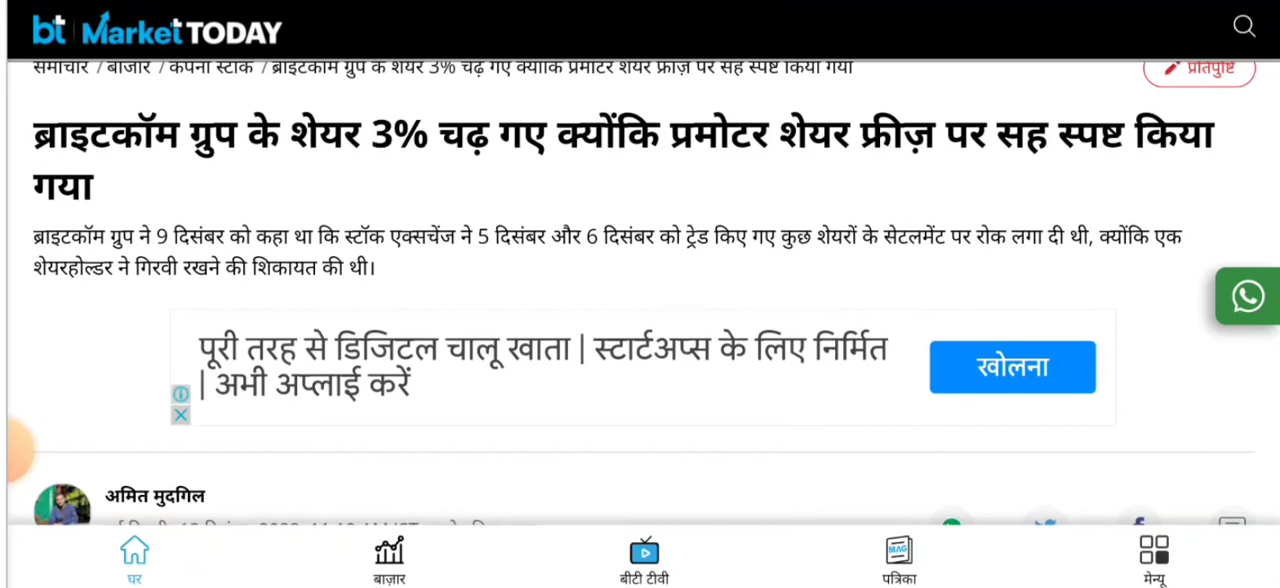 bt Market TODAY
समाचार / बाजार / कंपनी स्टॉक / ब्राइटकॉम ग्रुप के शेयर 3% चढ़ गए क्योंकि प्रमोटर शेयर फ्रीज़ पर सह स्पष्ट किया गया
प्रतिपुष्टि
ब्राइटकॉम ग्रुप के शेयर 3% चढ़ गए क्योंकि प्रमोटर शेयर फ्रीज़ पर सह स्पष्ट किया
गया
ब्राइटकॉम ग्रुप ने 9 दिसंबर को कहा था कि स्टॉक एक्सचेंज ने 5 दिसंबर और 6 दिसंबर को ट्रेड किए गए कुछ शेयरों के सेटलमेंट पर रोक लगा दी थी, क्योंकि एक
शेयरहोल्डर ने गिरवी रखने की शिकायत की थी।
पूरी तरह से डिजिटल चालू खाता | स्टार्टअप्स के लिए निर्मित
| अभी अप्लाई करें
खोलना
अमित मुदगिल
घर
बाज़ार
बीटी टीवी
MAG
पत्रिका
मेन्यू